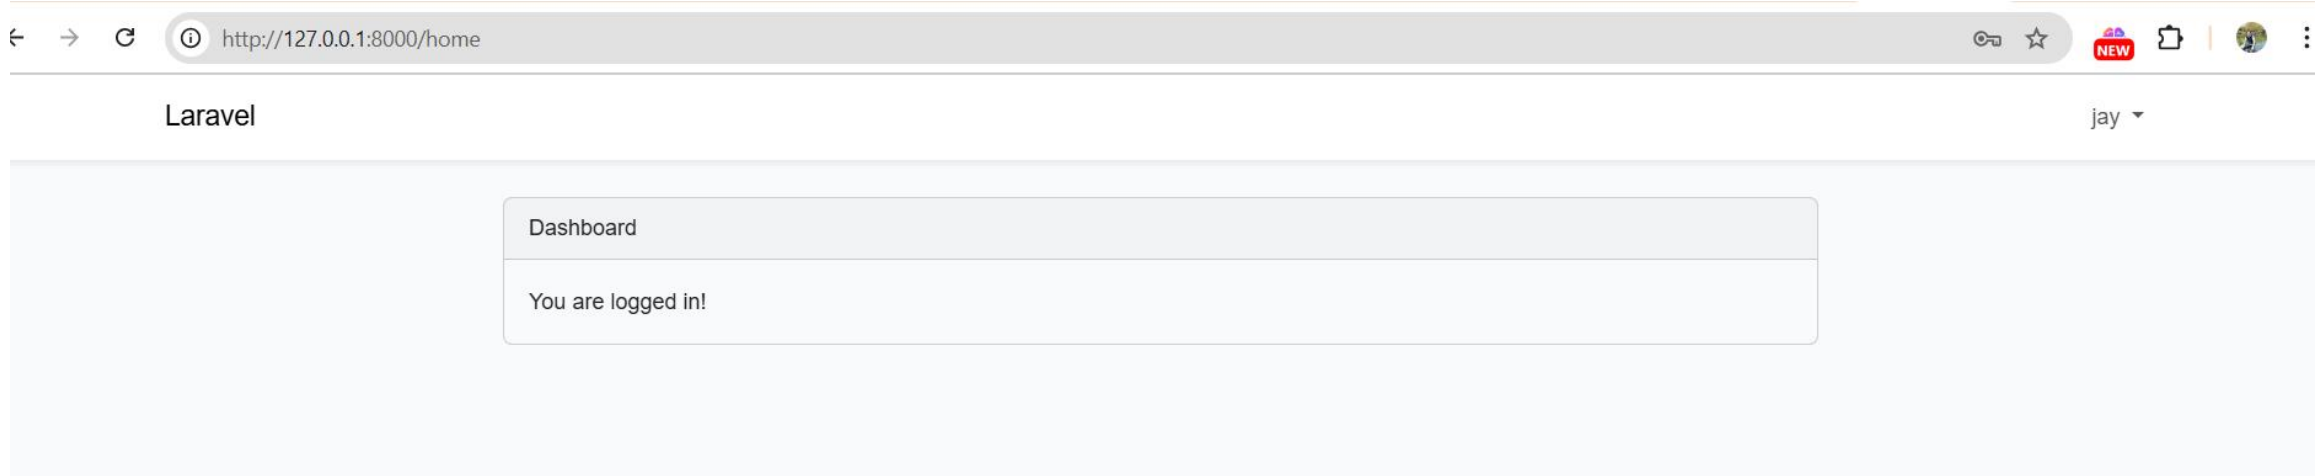 http://127.0.0.1:8000/home
NEW
Laravel
jay
Dashboard
You are logged in!